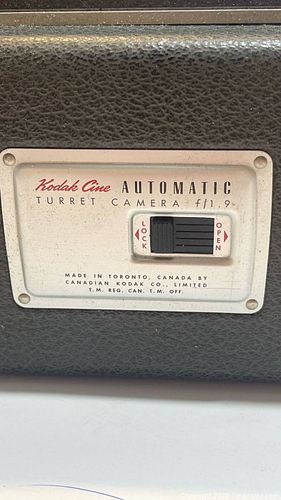 Kodak Cine AUTOMATIC
TURRET CAMERA f/1.9
LOCK
OPEN
MADE IN TORONTO, CANADA BY
CANADIAN KODAK CO., LIMITED
T.M. REG. CAN. T.M. OFF.